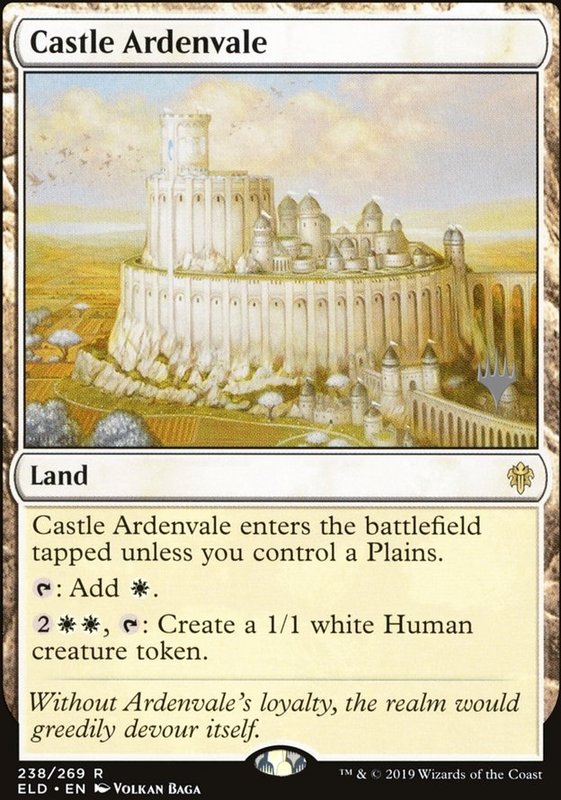 Castle Ardenvale
Land
Castle Ardenvale enters the battlefield
tapped unless you control a Plains.
: Add .
2, : Create a 1/1 white Human
creature token.
Without Ardenvale's loyalty, the realm would
greedily devour itself.
238/269 R
ELD • EN Volkan Baga
™ & © 2019 Wizards of the Coast